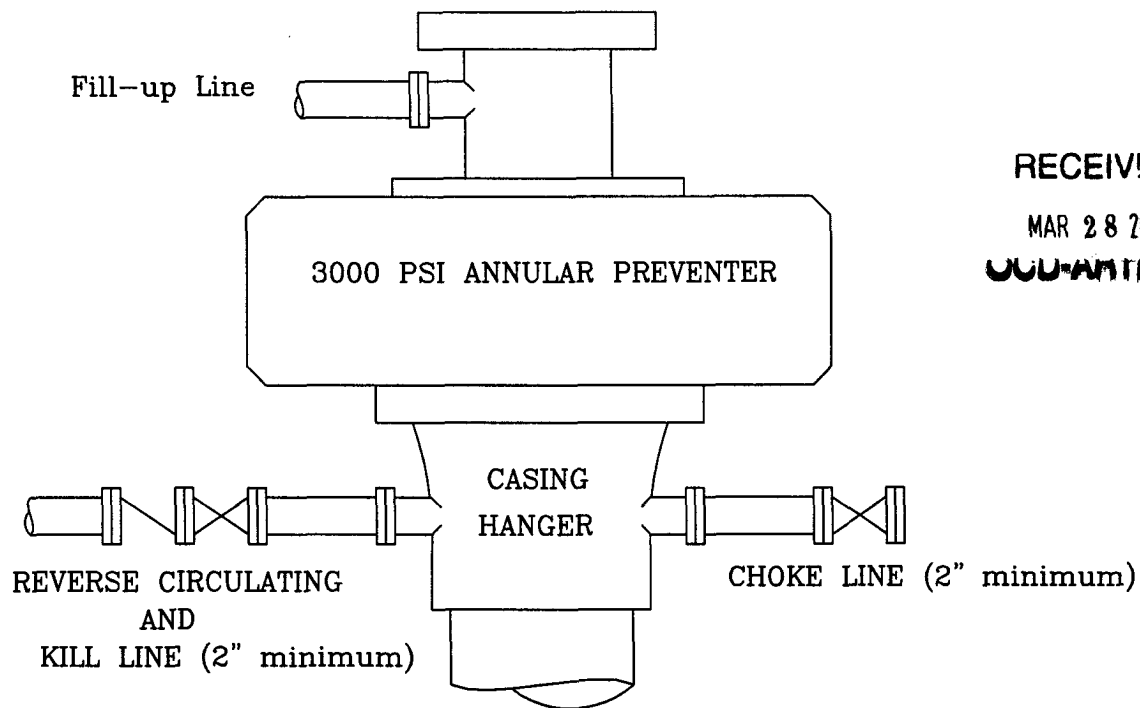 Fill-up Line
3000 PSI ANNULAR PREVENTER
CASING
HANGER
REVERSE CIRCULATING
AND
KILL LINE (2" minimum)
CHOKE LINE (2" minimum)
MAR 28